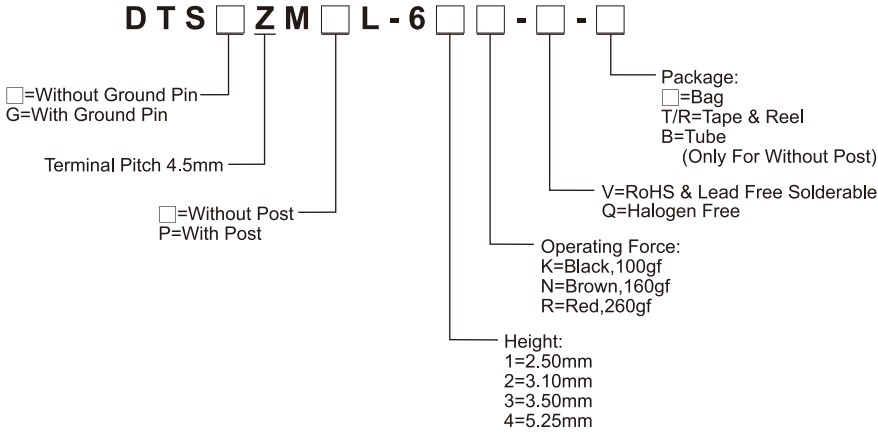 DTS□ZM□L-6□□-□-□
□=Without Ground Pin
G=With Ground Pin
Terminal Pitch 4.5mm
□=Without Post
P=With Post
Package:
□=Bag
T/R=Tape & Reel
B=Tube
(Only For Without Post)
V=RoHS & Lead Free Solderable
Q=Halogen Free
Operating Force:
K=Black,100gf
N=Brown,160gf
R=Red,260gf
Height:
1=2.50mm
2=3.10mm
3=3.50mm
4=5.25mm